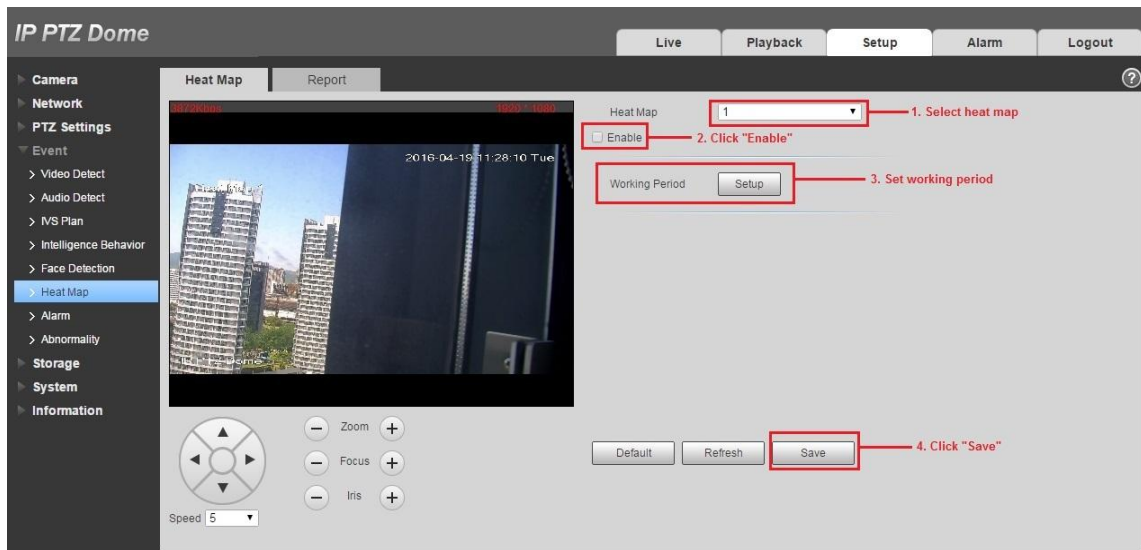 IP PTZ Dome
Live
Playback
Setup
Alarm
Logout
Camera
Network
PTZ Settings
Event
> Video Detect
> Audio Detect
> IVS Plan
> Intelligence Behavior
> Face Detection
> Heat Map
> Alarm
> Abnormality
Storage
System
Information
Heat Map
Report
1920 * 1080
2016-04-19 11:28:10 Tue
IP PTZ Dome
Zoom
Focus
Iris
Speed 5
Heat Map 1
1. Select heat map
Enable
2. Click "Enable"
Working Period Setup
3. Set working period
Default
Refresh
Save
4. Click "Save"